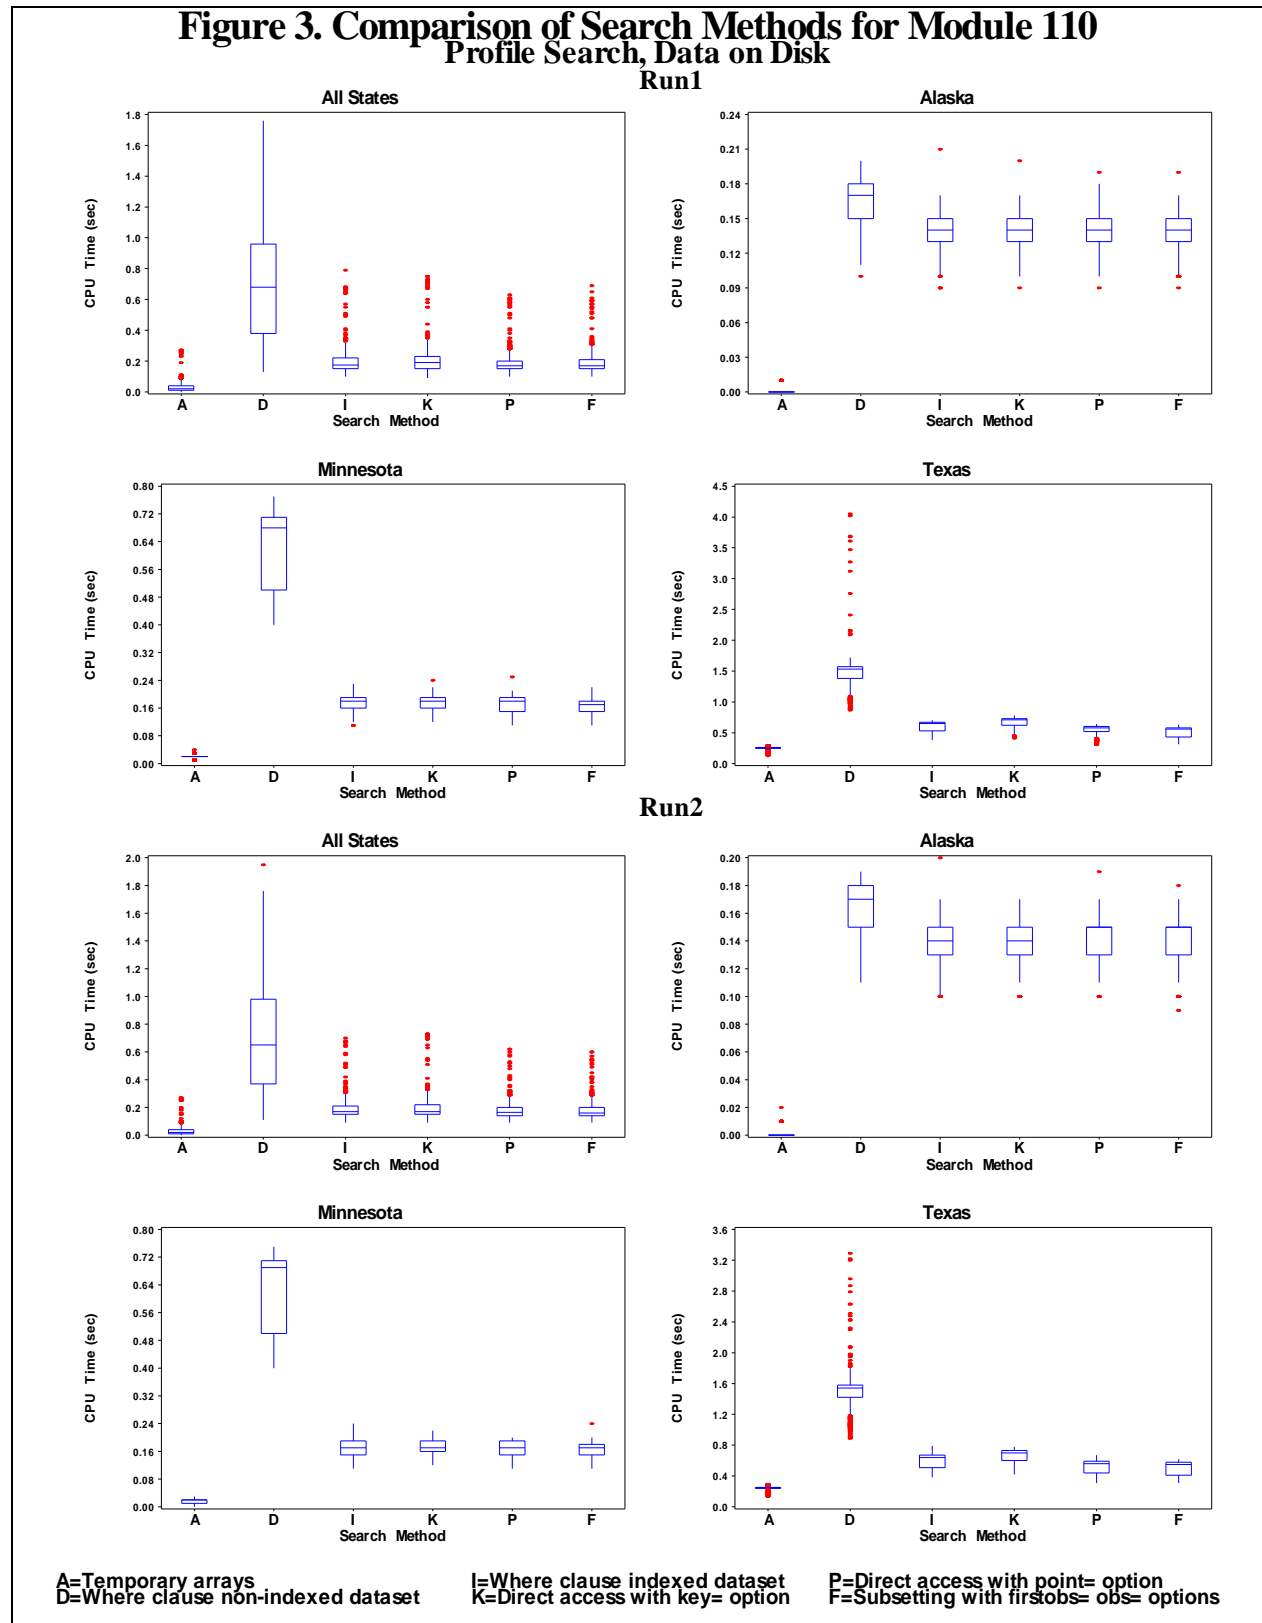 Figure 3. Comparison of Search Methods for Module 110
Profile Search, Data on Disk
Run1
All States
CPU Time (sec)
1.8
1.6
1.4
1.2
1.0
0.8
0.6
0.4
0.2
0.0
A D I K P F
Search Method
Alaska
CPU Time (sec)
0.24
0.21
0.18
0.15
0.12
0.09
0.06
0.03
0.00
A D I K P F
Search Method
Minnesota
CPU Time (sec)
0.80
0.72
0.64
0.56
0.48
0.40
0.32
0.24
0.16
0.08
0.00
A D I K P F
Search Method
Texas
CPU Time (sec)
4.5
4.0
3.5
3.0
2.5
2.0
1.5
1.0
0.5
0.0
A D I K P F
Search Method
Run2
All States
CPU Time (sec)
2.0
1.8
1.6
1.4
1.2
1.0
0.8
0.6
0.4
0.2
0.0
A D I K P F
Search Method
Alaska
CPU Time (sec)
0.20
0.18
0.16
0.14
0.12
0.10
0.08
0.06
0.04
0.02
0.00
A D I K P F
Search Method
Minnesota
CPU Time (sec)
0.80
0.72
0.64
0.56
0.48
0.40
0.32
0.24
0.16
0.08
0.00
A D I K P F
Search Method
Texas
CPU Time (sec)
3.6
3.2
2.8
2.4
2.0
1.6
1.2
0.8
0.4
0.0
A D I K P F
Search Method
A=Temporary arrays I=Where clause indexed dataset P=Direct access with point= option
D=Where clause non-indexed dataset K=Direct access with key= option F=Subsetting with firstobs= obs= options